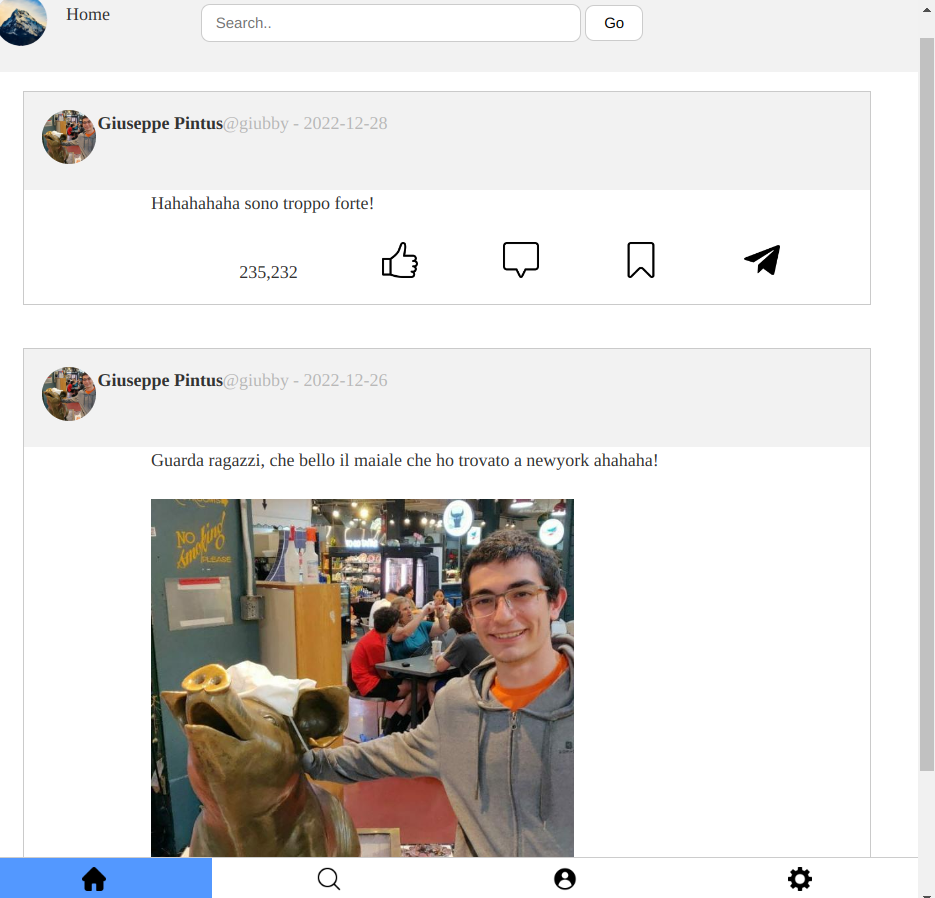 Home
Search..
Go
Giuseppe Pintus@giubby - 2022-12-28
Hahahahaha sono troppo forte!
235,232
Giuseppe Pintus@giubby - 2022-12-26
Guarda ragazzi, che bello il maiale che ho trovato a newyork ahahaha!
NO
Smoking
PLEASE